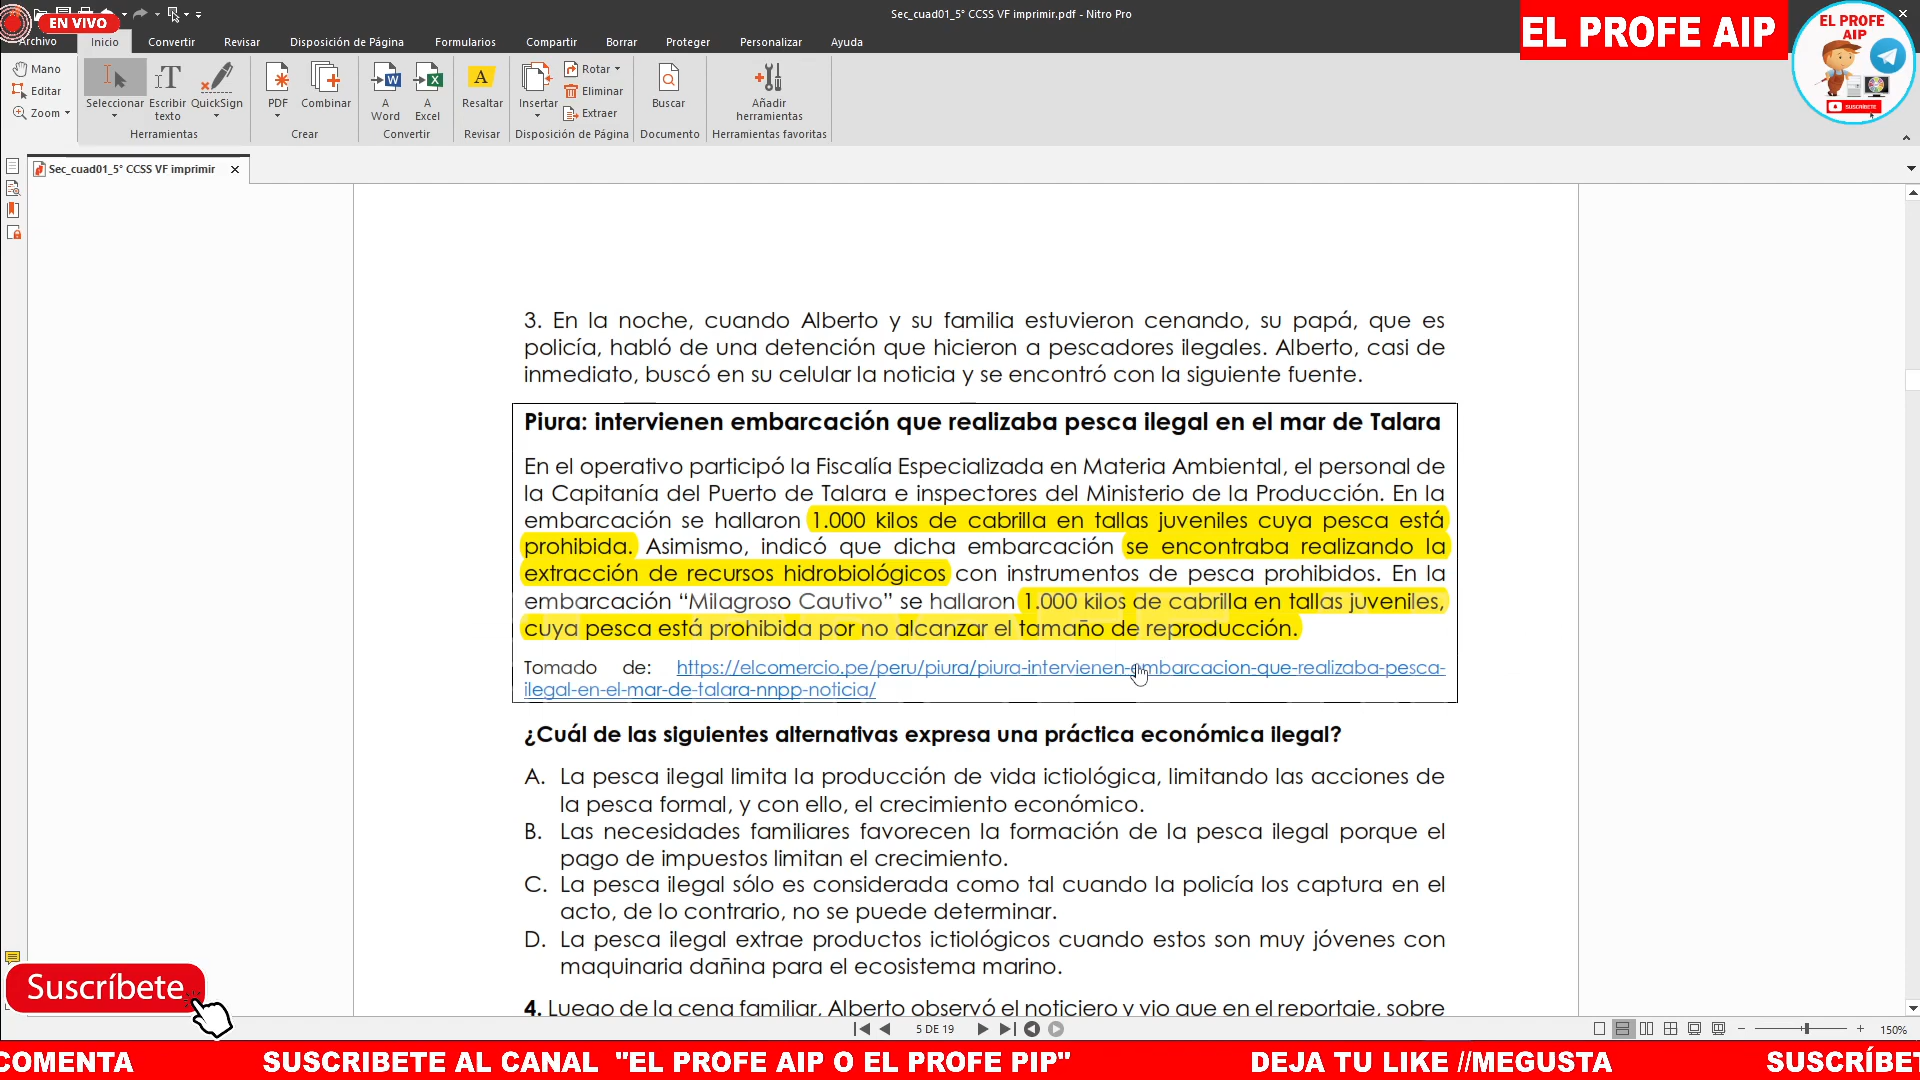 EN VIVO
Sec_cuad01_5° CCSS VF imprimir.pdf - Nitro Pro
EL PROFE AIP
EL PROFE
AIP
SUSCRIBETE
Archivo Inicio Convertir Revisar Disposición de Página Formularios Compartir Borrar Proteger Personalizar Ayuda
Mano
Editar
Zoom
Seleccionar
Escribir
texto
QuickSign
Herramientas
PDF
Combinar
Crear
A
Word
A
Excel
Convertir
Resaltar
Revisar
Insertar
Rotar
Eliminar
Extraer
Disposición de Página
Buscar
Documento
Añadir
herramientas
Herramientas favoritas
Sec_cuad01_5° CCSS VF imprimir
3. En la noche, cuando Alberto y su familia estuvieron cenando, su papá, que es
policía, habló de una detención que hicieron a pescadores ilegales. Alberto, casi de
inmediato, buscó en su celular la noticia y se encontró con la siguiente fuente.
Piura: intervienen embarcación que realizaba pesca ilegal en el mar de Talara
En el operativo participó la Fiscalía Especializada en Materia Ambiental, el personal de
la Capitanía del Puerto de Talara e inspectores del Ministerio de la Producción. En la
embarcación se hallaron 1.000 kilos de cabrilla en tallas juveniles cuya pesca está
prohibida. Asimismo, indicó que dicha embarcación se encontraba realizando la
extracción de recursos hidrobiológicos con instrumentos de pesca prohibidos. En la
embarcación “Milagroso Cautivo” se hallaron 1.000 kilos de cabrilla en tallas juveniles,
cuya pesca está prohibida por no alcanzar el tamaño de reproducción.
Tomado de: https://elcomercio.pe/peru/piura/piura-intervienen-embarcacion-que-realizaba-pesca-
ilegal-en-el-mar-de-talara-nnpp-noticia/
¿Cuál de las siguientes alternativas expresa una práctica económica ilegal?
A. La pesca ilegal limita la producción de vida ictiológica, limitando las acciones de
la pesca formal, y con ello, el crecimiento económico.
B. Las necesidades familiares favorecen la formación de la pesca ilegal porque el
pago de impuestos limitan el crecimiento.
C. La pesca ilegal sólo es considerada como tal cuando la policía los captura en el
acto, de lo contrario, no se puede determinar.
D. La pesca ilegal extrae productos ictiológicos cuando estos son muy jóvenes con
maquinaria dañina para el ecosistema marino.
4. Luego de la cena familiar, Alberto observó el noticiero y vio que en el reportaje, sobre
Suscríbete
5 DE 19
150%
COMENTA SUSCRIBETE AL CANAL "EL PROFE AIP O EL PROFE PIP" DEJA TU LIKE //MEGUSTA SUSCRÍBET